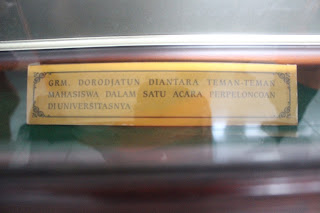 GRM. DORODJATUN DIANTARA TEMAN-TEMAN
MAHASISWA DALAM SATU ACARA PERPELONCOAN
DI UNIVERSITASNYA